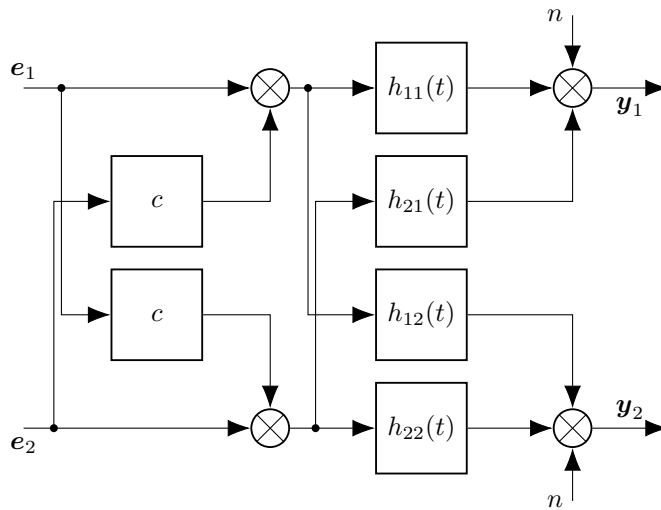 n
e₁
h₁₁(t)
y₁
c
h₂₁(t)
c
h₁₂(t)
e₂
h₂₂(t)
y₂
n